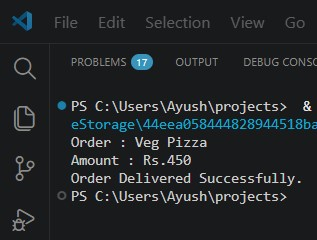 File Edit Selection View Go
PROBLEMS 17 OUTPUT DEBUG CONSO
PS C:\Users\Ayush\projects> &
eStorage\44eea058444828944518ba
Order : Veg Pizza
Amount : Rs.450
Order Delivered Successfully.
PS C:\Users\Ayush\projects>